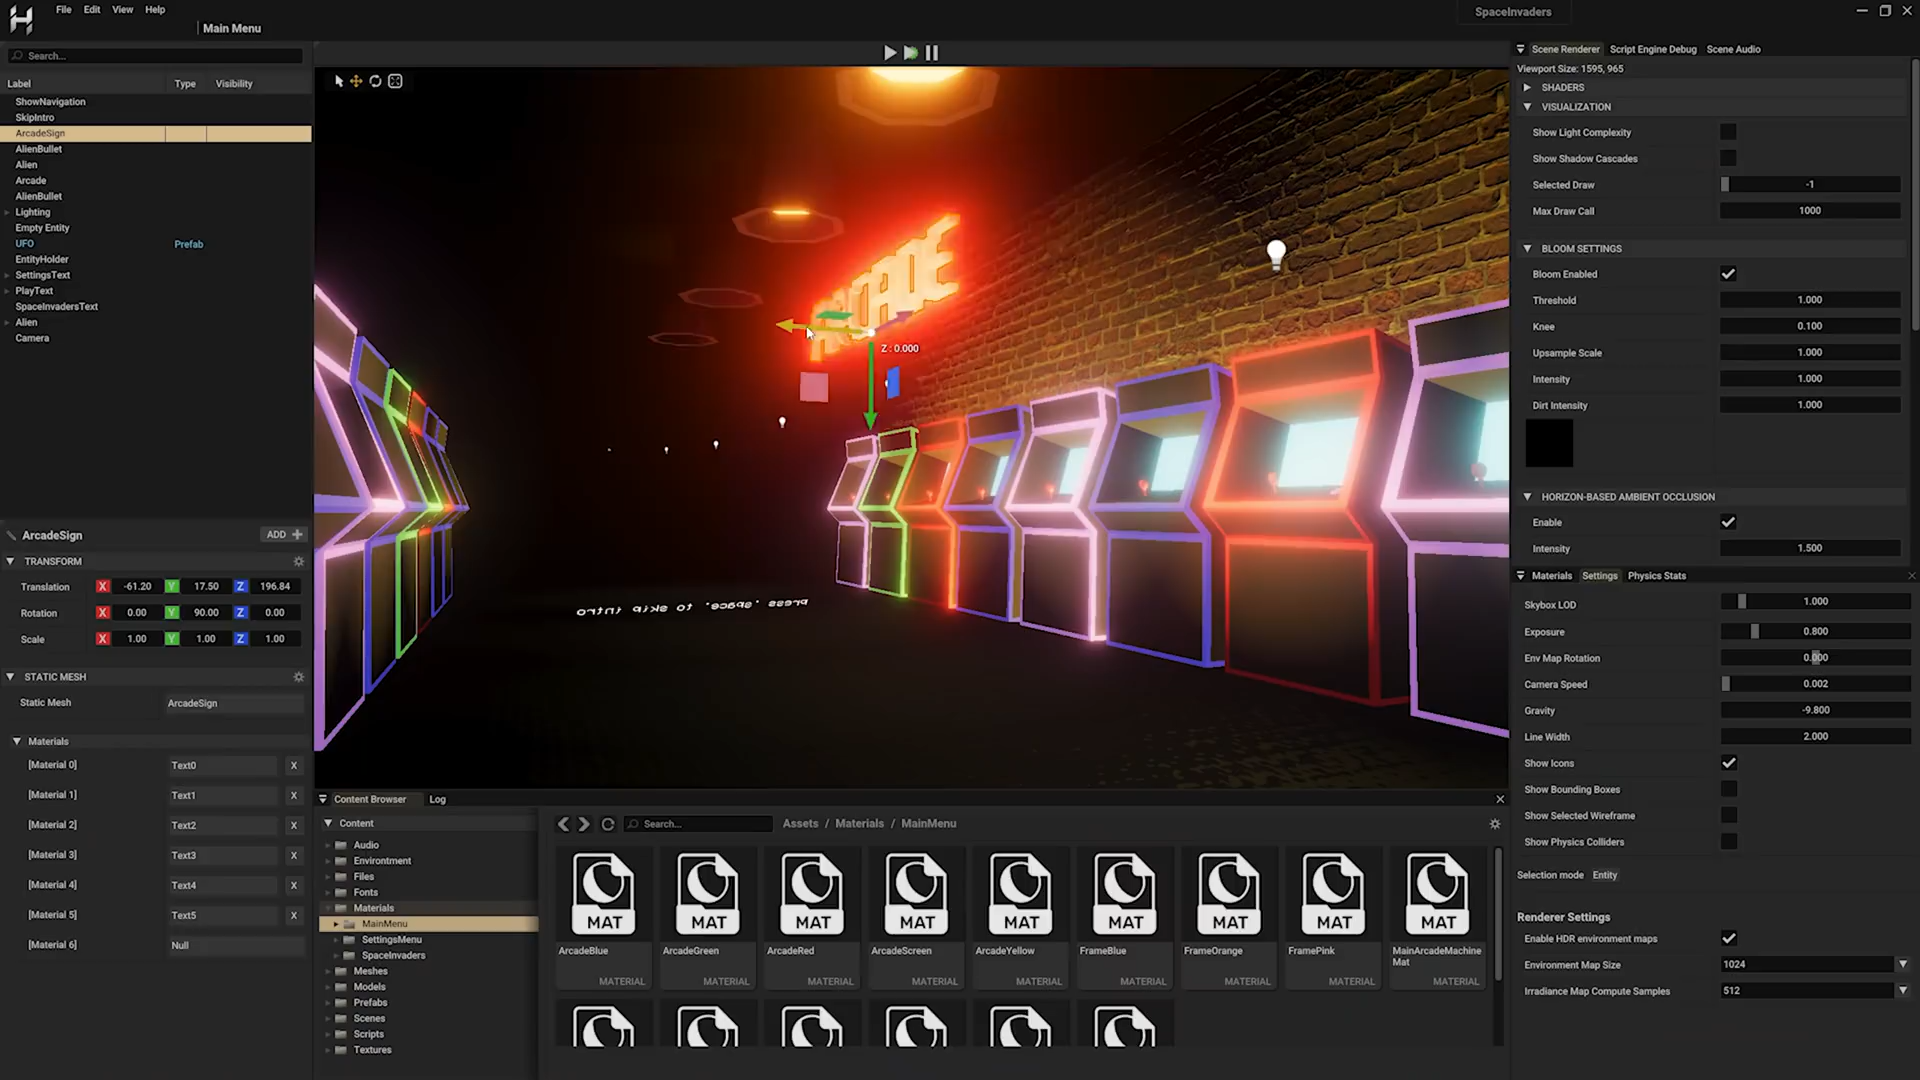 File Edit View Help
Main Menu
SpaceInvaders
Search...
Label Type Visibility
ShowNavigation
SkipIntro
ArcadeSign
AlienBullet
Alien
Arcade
AlienBullet
Lighting
Empty Entity
UFO Prefab
EntityHolder
SettingsText
PlayText
SpaceInvadersText
Alien
Camera
ArcadeSign ADD
TRANSFORM
Translation X -61.20 Y 17.50 Z 196.84
Rotation X 0.00 Y 90.00 Z 0.00
Scale X 1.00 Y 1.00 Z 1.00
STATIC MESH
Static Mesh ArcadeSign
Materials
[Material 0] Text0 X
[Material 1] Text1 X
[Material 2] Text2 X
[Material 3] Text3 X
[Material 4] Text4 X
[Material 5] Text5 X
[Material 6] Null
ARCADE
Z : 0.000
press 'space' to skip intro
Content Browser Log
Content
Audio
Environtment
Files
Fonts
Materials
MainMenu
SettingsMenu
SpaceInvaders
Meshes
Models
Prefabs
Scenes
Scripts
Textures
Search... Assets / Materials / MainMenu
MAT MAT MAT MAT MAT MAT MAT MAT MAT
ArcadeBlue ArcadeGreen ArcadeRed ArcadeScreen ArcadeYellow FrameBlue FrameOrange FramePink MainArcadeMachine
Mat
MATERIAL MATERIAL MATERIAL MATERIAL MATERIAL MATERIAL MATERIAL MATERIAL MATERIAL
Scene Renderer Script Engine Debug Scene Audio
Viewport Size: 1595, 965
SHADERS
VISUALIZATION
Show Light Complexity
Show Shadow Cascades
Selected Draw -1
Max Draw Call 1000
BLOOM SETTINGS
Bloom Enabled
Threshold 1.000
Knee 0.100
Upsample Scale 1.000
Intensity 1.000
Dirt Intensity 1.000
HORIZON-BASED AMBIENT OCCLUSION
Enable
Intensity 1.500
Materials Settings Physics Stats
Skybox LOD 1.000
Exposure 0.800
Env Map Rotation 0.000
Camera Speed 0.002
Gravity -9.800
Line Width 2.000
Show Icons
Show Bounding Boxes
Show Selected Wireframe
Show Physics Colliders
Selection mode Entity
Renderer Settings
Enable HDR environment maps
Environment Map Size 1024
Irradiance Map Compute Samples 512